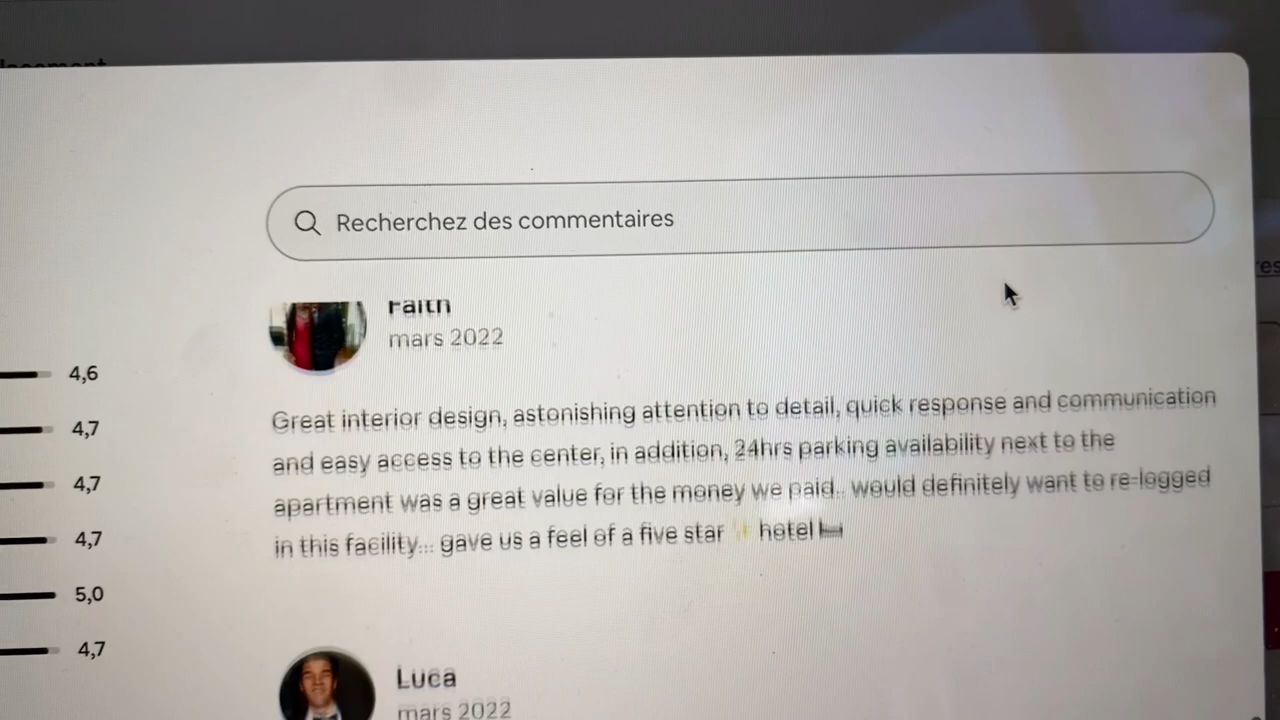 Recherchez des commentaires
Faith
mars 2022
4,6
4,7
4,7
4,7
5,0
4,7
Great interior design, astonishing attention to detail, quick response and communication
and easy access to the center, in addition, 24hrs parking availability next to the
apartment was a great value for the money we paid.. would definitely want to re-logged
in this facility... gave us a feel of a five star ✨ hotel 🛏
Luca
mars 2022